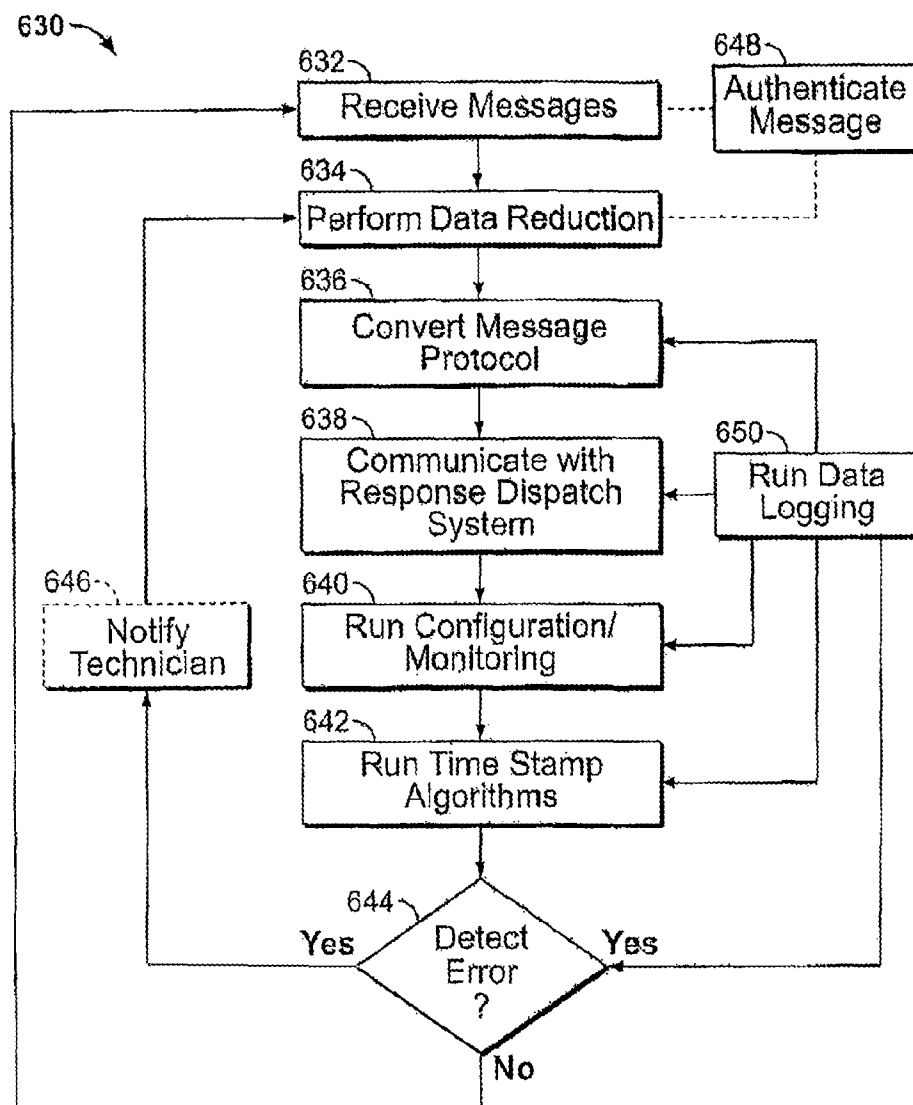 630
632
Receive Messages
648
Authenticate
Message
634
Perform Data Reduction
636
Convert Message
Protocol
638
Communicate with
Response Dispatch
System
650
Run Data
Logging
646
Notify
Technician
640
Run Configuration/
Monitoring
642
Run Time Stamp
Algorithms
644
Yes
Detect
Error
?
Yes
No